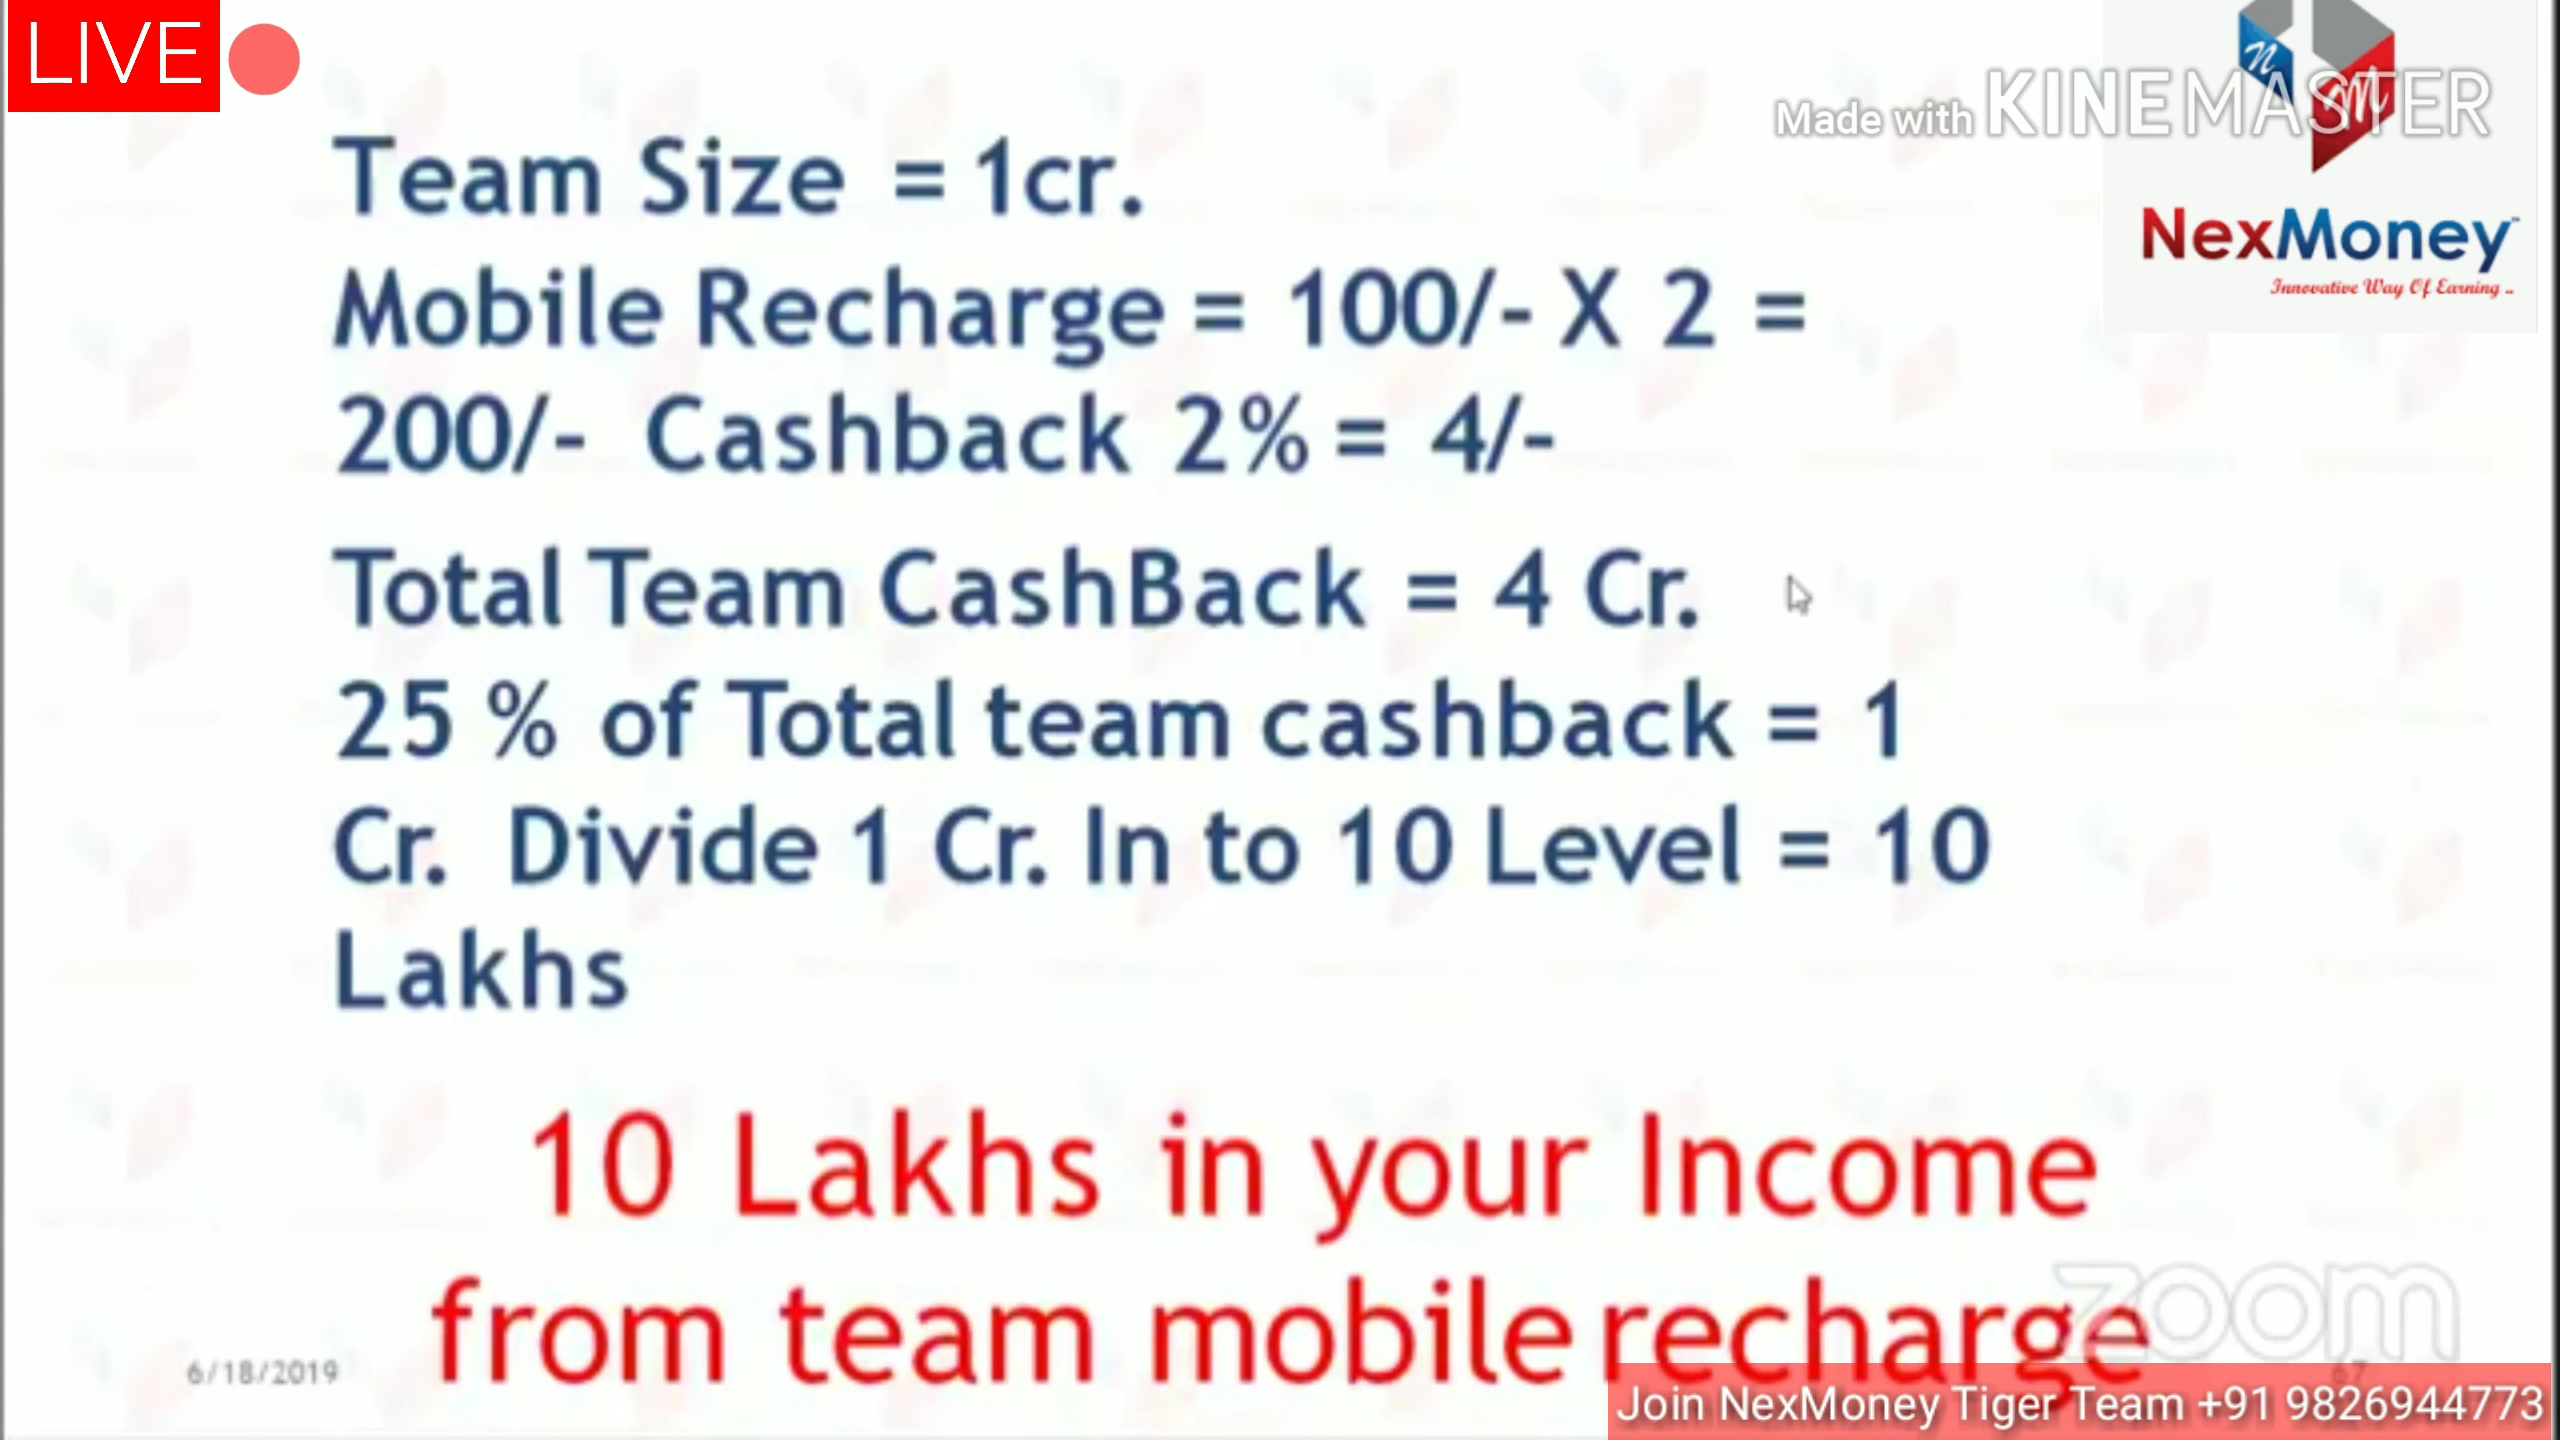 LIVE
Made with KINEMASTER
NexMoney
Innovative Way Of Earning ..
Team Size = 1cr.
Mobile Recharge = 100/- X 2 =
200/- Cashback 2% = 4/-
Total Team CashBack = 4 Cr.
25 % of Total team cashback = 1
Cr. Divide 1 Cr. In to 10 Level = 10
Lakhs
10 Lakhs in your Income
from team mobile recharge
zoom
6/18/2019
67
Join NexMoney Tiger Team +91 9826944773